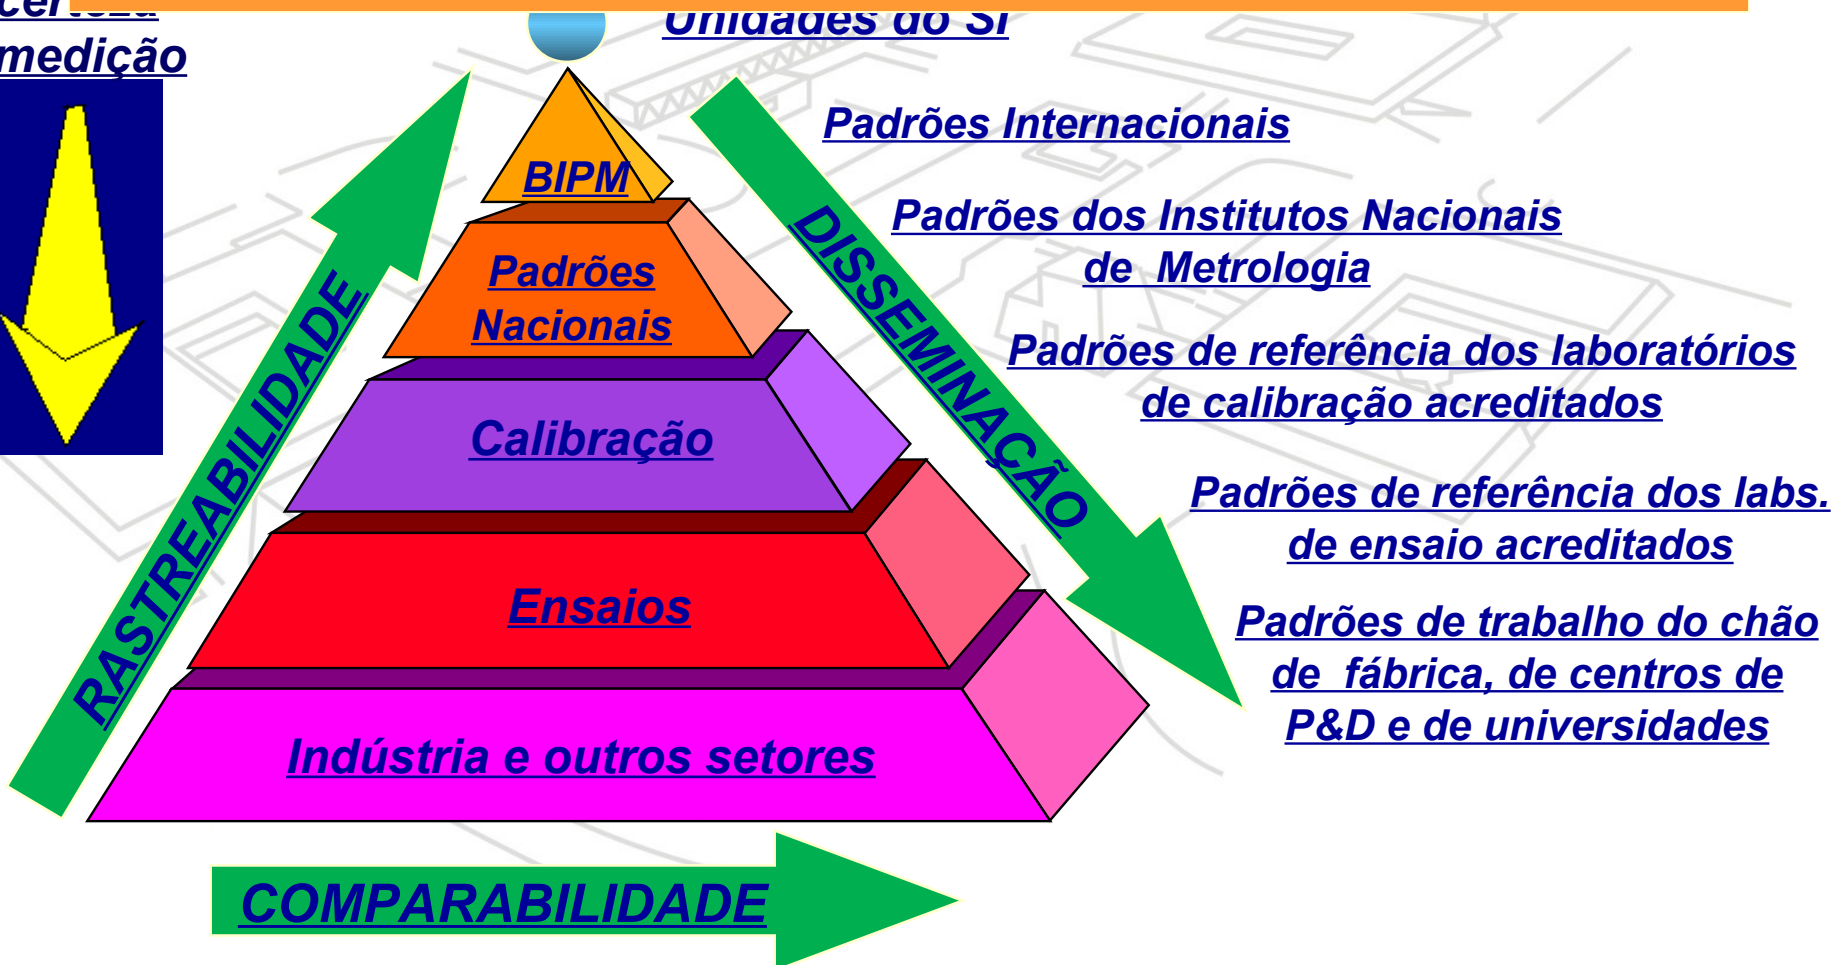 medição
Unidades do SI
BIPM
Padrões
Nacionais
Calibração
Ensaios
Indústria e outros setores
RASTREABILIDADE
DISSEMINAÇÃO
COMPARABILIDADE
Padrões Internacionais
Padrões dos Institutos Nacionais
de Metrologia
Padrões de referência dos laboratórios
de calibração acreditados
Padrões de referência dos labs.
de ensaio acreditados
Padrões de trabalho do chão
de fábrica, de centros de
P&D e de universidades